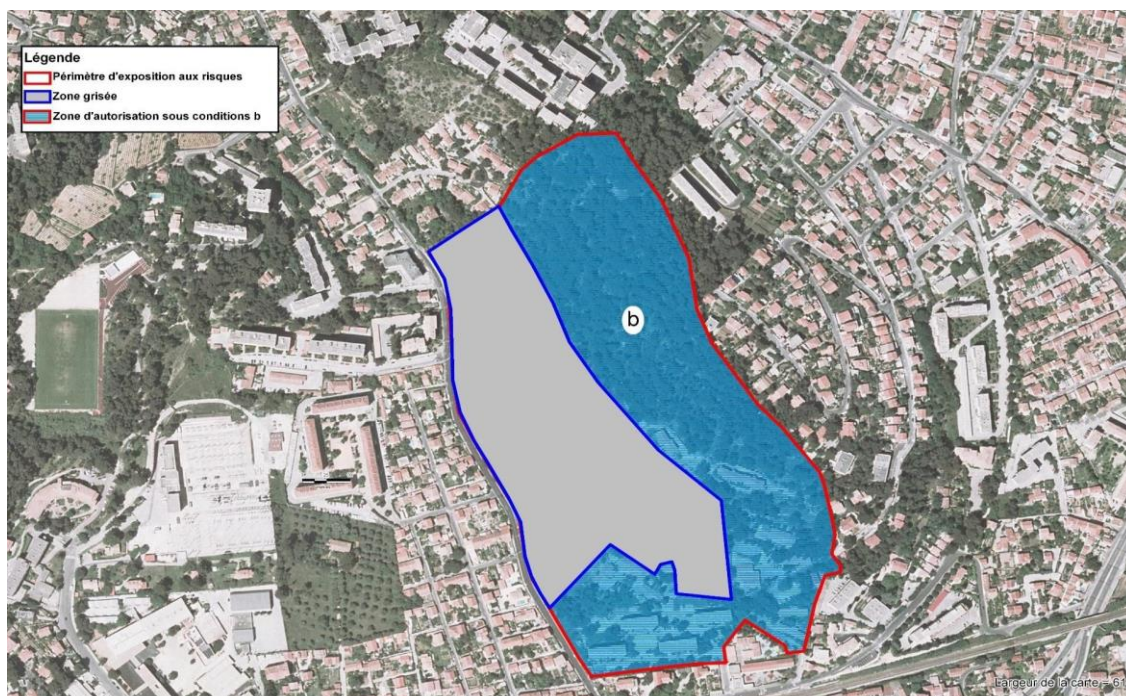 Légende
Périmètre d'exposition aux risques
Zone grisée
Zone d'autorisation sous conditions b
b
Largeur de la carte = 61